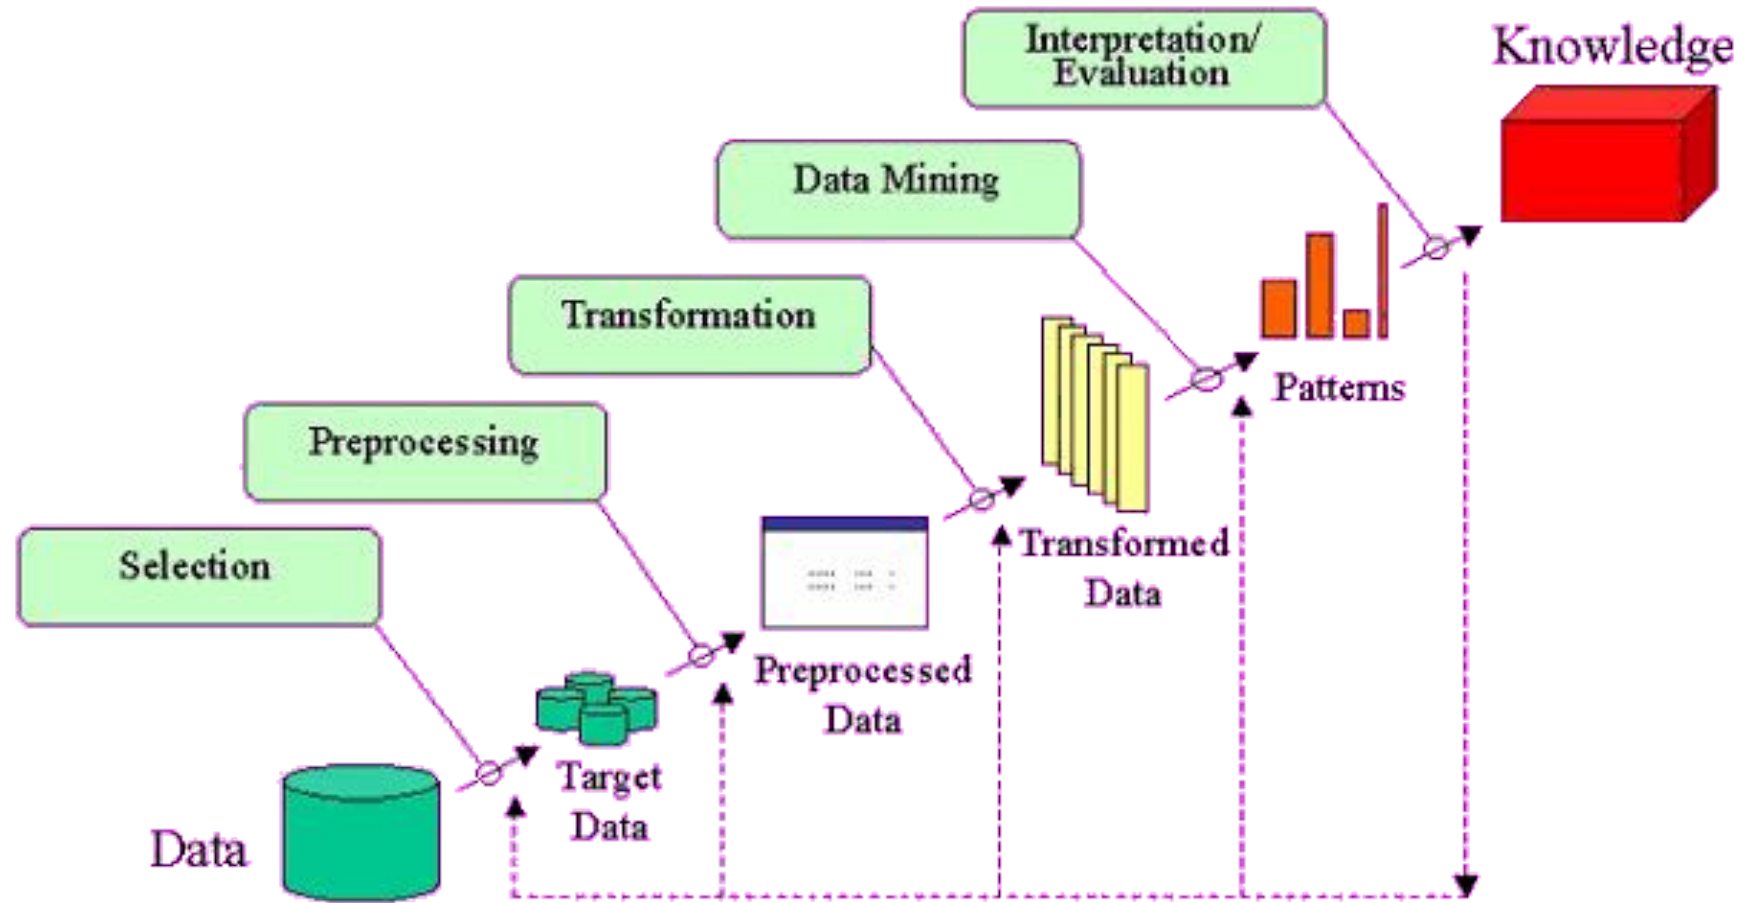 Interpretation/
Evaluation
Knowledge
Data Mining
Transformation
Patterns
Preprocessing
Transformed
Data
Selection
Preprocessed
Data
Target
Data
Data